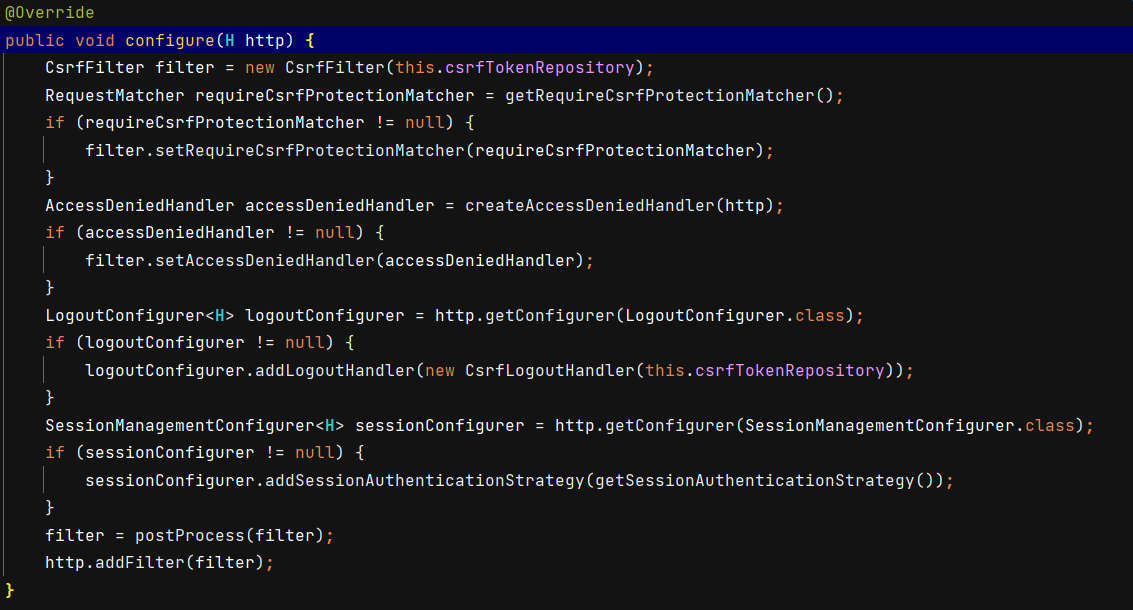 @Override
public void configure(H http) {
    CsrfFilter filter = new CsrfFilter(this.csrfTokenRepository);
    RequestMatcher requireCsrfProtectionMatcher = getRequireCsrfProtectionMatcher();
    if (requireCsrfProtectionMatcher != null) {
        filter.setRequireCsrfProtectionMatcher(requireCsrfProtectionMatcher);
    }
    AccessDeniedHandler accessDeniedHandler = createAccessDeniedHandler(http);
    if (accessDeniedHandler != null) {
        filter.setAccessDeniedHandler(accessDeniedHandler);
    }
    LogoutConfigurer<H> logoutConfigurer = http.getConfigurer(LogoutConfigurer.class);
    if (logoutConfigurer != null) {
        logoutConfigurer.addLogoutHandler(new CsrfLogoutHandler(this.csrfTokenRepository));
    }
    SessionManagementConfigurer<H> sessionConfigurer = http.getConfigurer(SessionManagementConfigurer.class);
    if (sessionConfigurer != null) {
        sessionConfigurer.addSessionAuthenticationStrategy(getSessionAuthenticationStrategy());
    }
    filter = postProcess(filter);
    http.addFilter(filter);
}